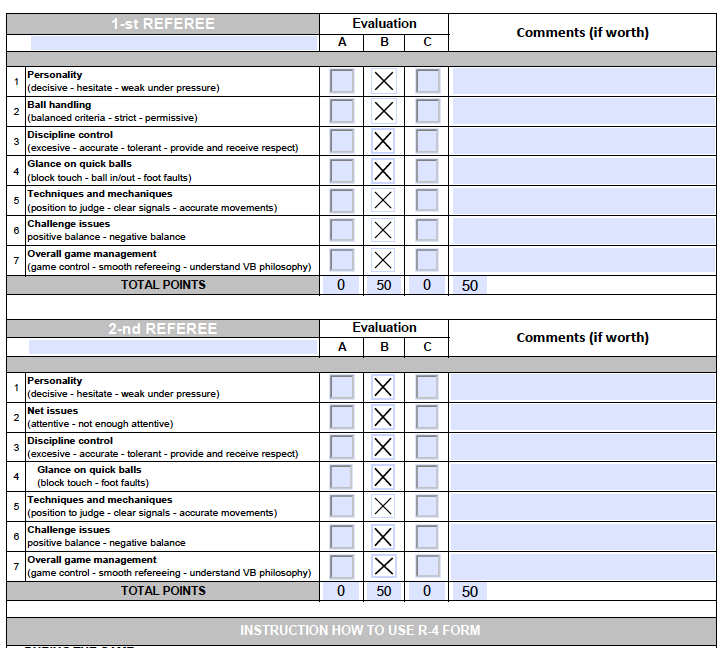 1-st REFEREE Evaluation Comments (if worth)
A B C
1 Personality
(decisive - hesitate - weak under pressure)
2 Ball handling
(balanced criteria - strict - permissive)
3 Discipline control
(excesive - accurate - tolerant - provide and receive respect)
4 Glance on quick balls
(block touch - ball in/out - foot faults)
5 Techniques and mechaniques
(position to judge - clear signals - accurate movements)
6 Challenge issues
positive balance - negative balance
7 Overall game management
(game control - smooth refereeing - understand VB philosophy)
TOTAL POINTS 0 50 0 50
2-nd REFEREE Evaluation Comments (if worth)
A B C
1 Personality
(decisive - hesitate - weak under pressure)
2 Net issues
(attentive - not enough attentive)
3 Discipline control
(excesive - accurate - tolerant - provide and receive respect)
4 Glance on quick balls
(block touch - foot faults)
5 Techniques and mechaniques
(position to judge - clear signals - accurate movements)
6 Challenge issues
positive balance - negative balance
7 Overall game management
(game control - smooth refereeing - understand VB philosophy)
TOTAL POINTS 0 50 0 50
INSTRUCTION HOW TO USE R-4 FORM